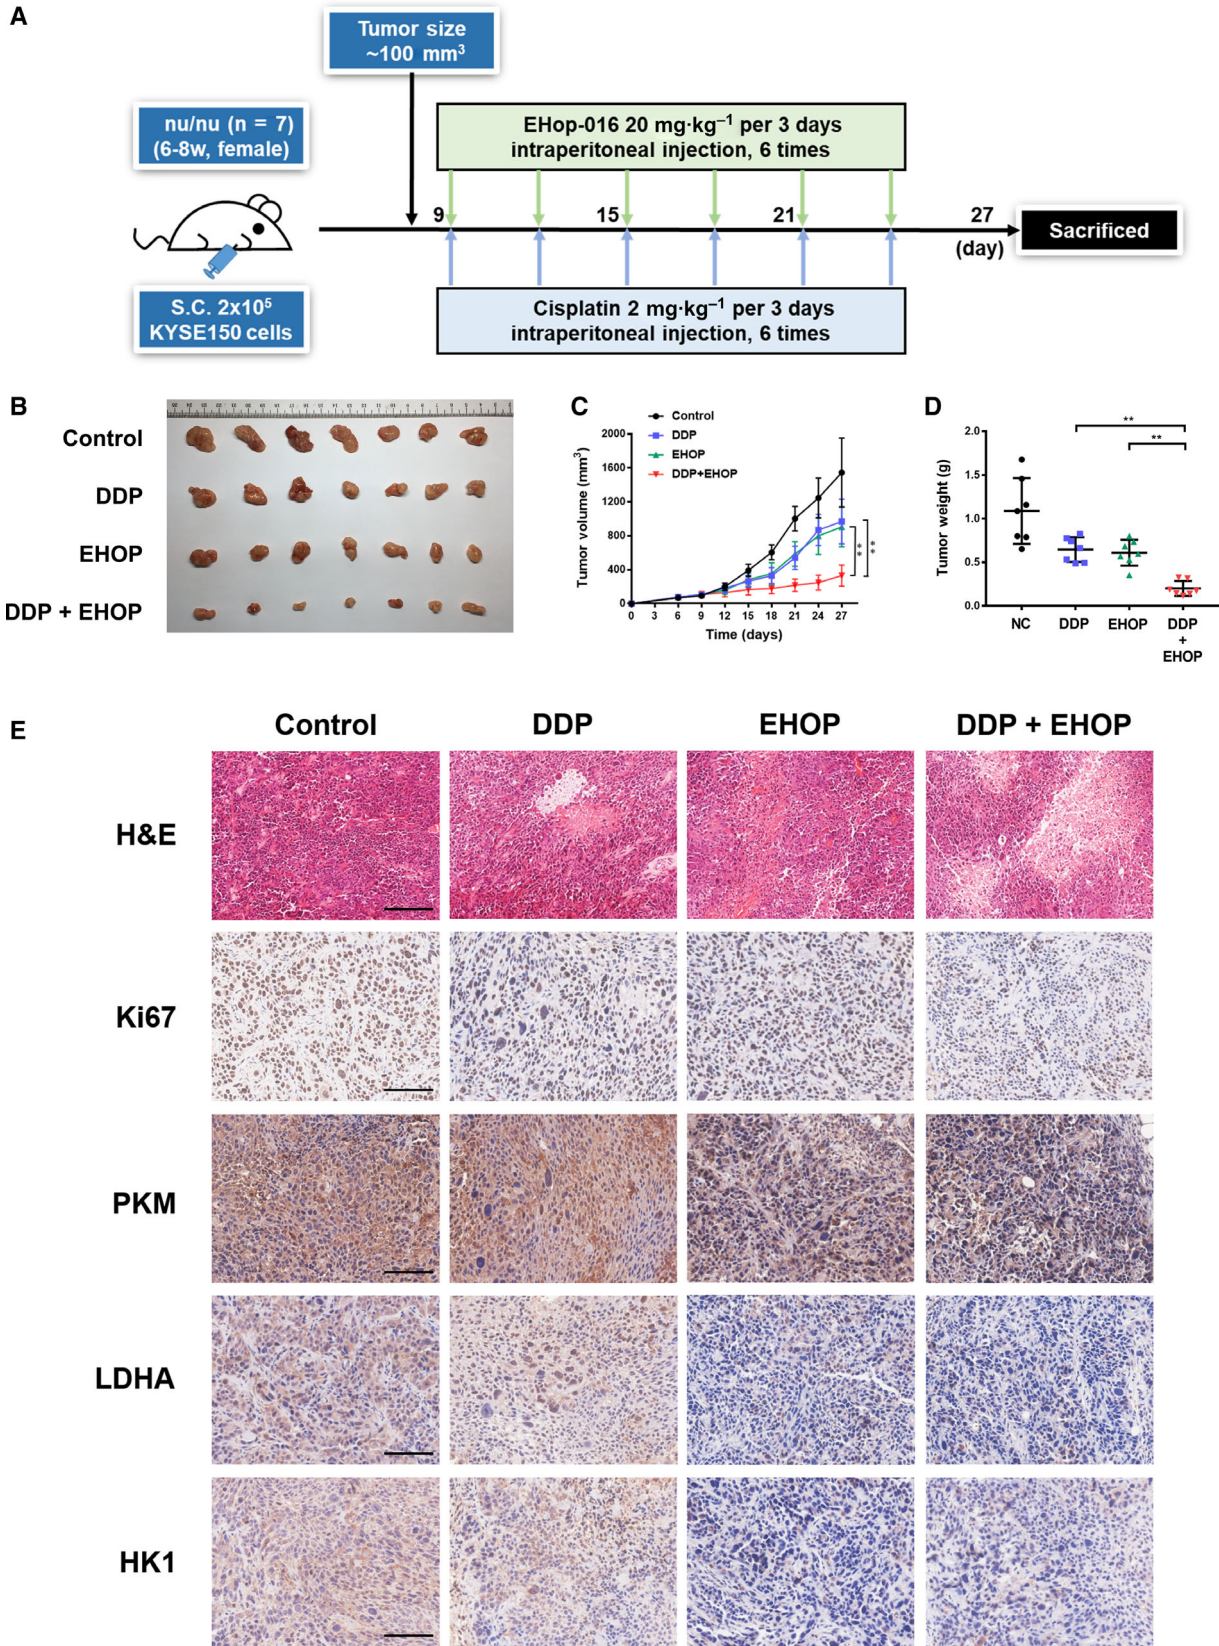 A
Tumor size
~100 mm³
nu/nu (n = 7)
(6-8w, female)
EHop-016 20 mg·kg⁻¹ per 3 days
intraperitoneal injection, 6 times
9
15
21
27
(day)
Sacrificed
S.C. 2x10⁵
KYSE150 cells
Cisplatin 2 mg·kg⁻¹ per 3 days
intraperitoneal injection, 6 times
B
Control
DDP
EHOP
DDP + EHOP
C
Control
DDP
EHOP
DDP+EHOP
Tumor volume (mm³)
2000
1600
1200
800
400
0
0 3 6 9 12 15 18 21 24 27
Time (days)
**
**
D
**
**
Tumor weight (g)
2.0
1.5
1.0
0.5
0.0
NC
DDP
EHOP
DDP
+
EHOP
E
Control
DDP
EHOP
DDP + EHOP
H&E
Ki67
PKM
LDHA
HK1